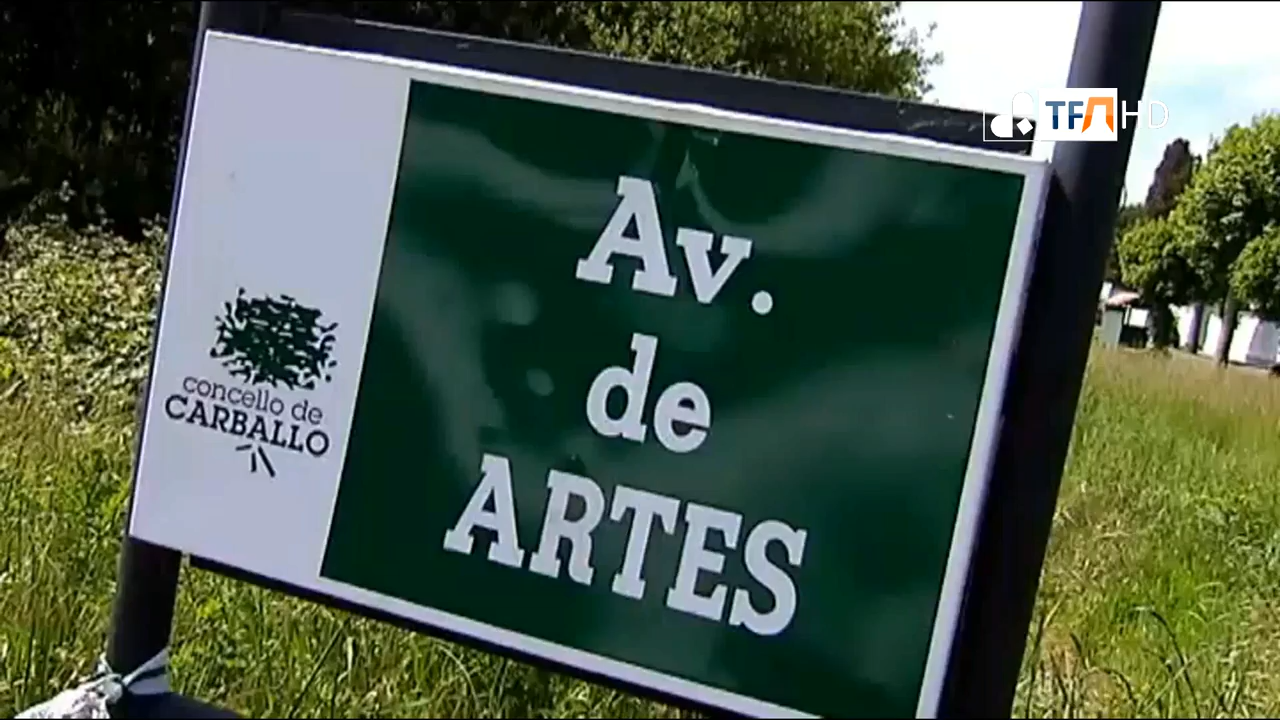 TFA HD
Av.
de
ARTES
concello de
CARBALLO